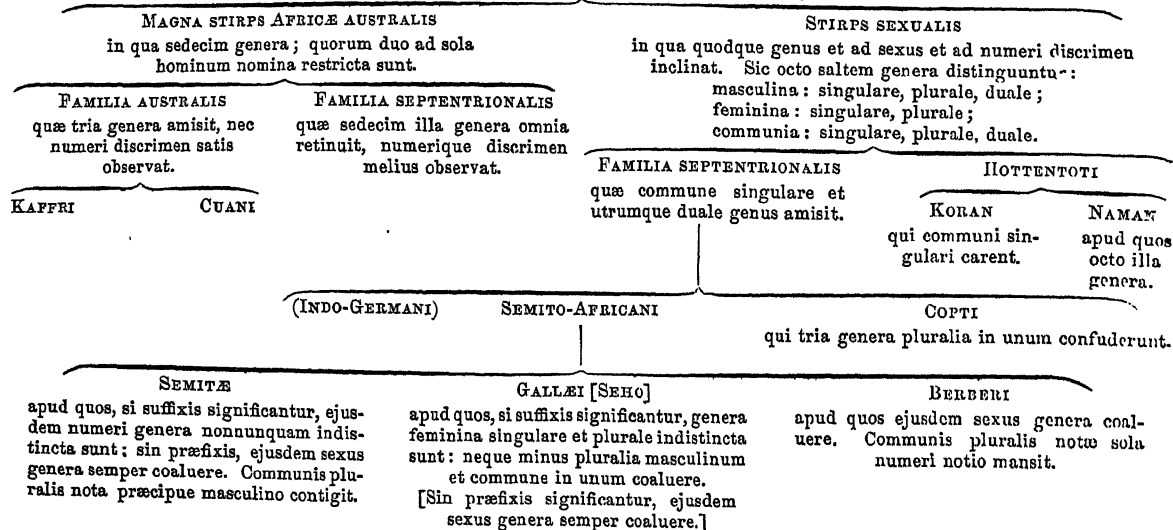 MAGNA STIRPS AFRICÆ AUSTRALIS
in qua sedecim genera; quorum duo ad sola
hominum nomina restricta sunt.
FAMILIA AUSTRALIS
quæ tria genera amisit, nec
numeri discrimen satis
observat.
KAFFRI
CUANI
FAMILIA SEPTENTRIONALIS
quæ sedecim illa genera omnia
retinuit, numerique discrimen
melius observat.
STIRPS SEXUALIS
in qua quodque genus et ad sexus et ad numeri discrimen
inclinat. Sic octo saltem genera distinguuntur:
masculina: singulare, plurale, duale;
feminina: singulare, plurale;
communia: singulare, plurale, duale.
FAMILIA SEPTENTRIONALIS
quæ commune singulare et
utrumque duale genus amisit.
HOTTENTOTI
KORAN
qui communi sin-
gulari carent.
NAMAN
apud quos
octo illa
genera.
(INDO-GERMANI)
SEMITO-AFRICANI
COPTI
qui tria genera pluralia in unum confuderunt.
SEMITÆ
apud quos, si suffixis significantur, ejus-
dem numeri genera nonnunquam indis-
tincta sunt; sin præfixis, ejusdem sexus
genera semper coaluere. Communis plu-
ralis nota præcipue masculino contigit.
GALLÆI [SEHO]
apud quos, si suffixis significantur, genera
feminina singulare et plurale indistincta
sunt: neque minus pluralia masculinum
et commune in unum coaluere.
[Sin præfixis significantur, ejusdem
sexus genera semper coaluere.]
BERBERI
apud quos ejusdem sexus genera coal-
uere. Communis pluralis notæ sola
numeri notio mansit.